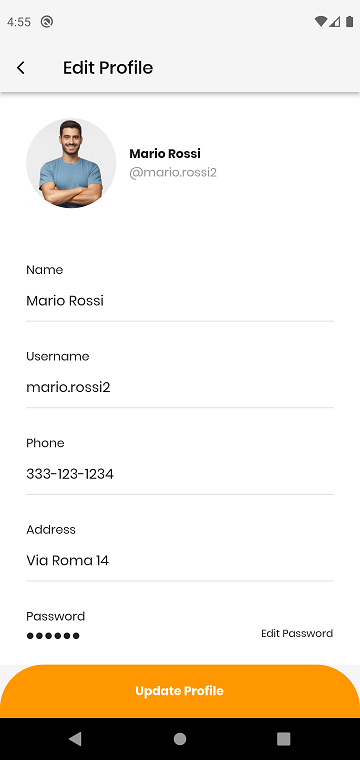 4:55
Edit Profile
Mario Rossi
@mario.rossi2
Name
Mario Rossi
Username
mario.rossi2
Phone
333-123-1234
Address
Via Roma 14
Password
●●●●●●
Edit Password
Update Profile